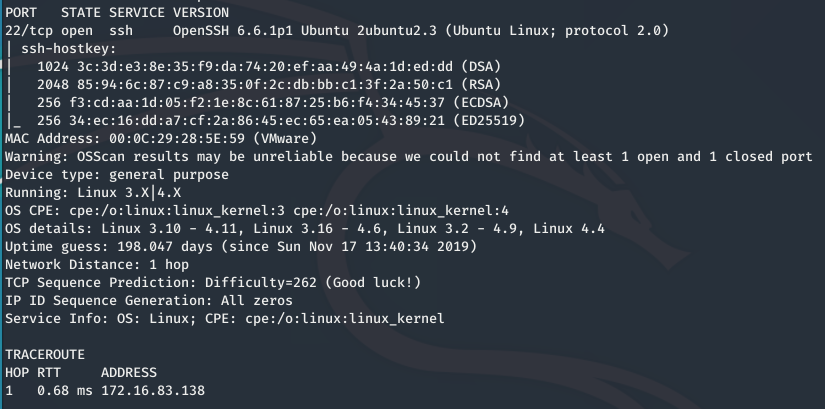 PORT   STATE SERVICE VERSION
22/tcp open  ssh     OpenSSH 6.6.1p1 Ubuntu 2ubuntu2.3 (Ubuntu Linux; protocol 2.0)
| ssh-hostkey:
|   1024 3c:3d:e3:8e:35:f9:da:74:20:ef:aa:49:4a:1d:ed:dd (DSA)
|   2048 85:94:6c:87:c9:a8:35:0f:2c:db:bb:c1:3f:2a:50:c1 (RSA)
|   256 f3:cd:aa:1d:05:f2:1e:8c:61:87:25:b6:f4:34:45:37 (ECDSA)
|_  256 34:ec:16:dd:a7:cf:2a:86:45:ec:65:ea:05:43:89:21 (ED25519)
MAC Address: 00:0C:29:28:5E:59 (VMware)
Warning: OSScan results may be unreliable because we could not find at least 1 open and 1 closed port
Device type: general purpose
Running: Linux 3.X|4.X
OS CPE: cpe:/o:linux:linux_kernel:3 cpe:/o:linux:linux_kernel:4
OS details: Linux 3.10 - 4.11, Linux 3.16 - 4.6, Linux 3.2 - 4.9, Linux 4.4
Uptime guess: 198.047 days (since Sun Nov 17 13:40:34 2019)
Network Distance: 1 hop
TCP Sequence Prediction: Difficulty=262 (Good luck!)
IP ID Sequence Generation: All zeros
Service Info: OS: Linux; CPE: cpe:/o:linux:linux_kernel

TRACEROUTE
HOP RTT     ADDRESS
1   0.68 ms 172.16.83.138